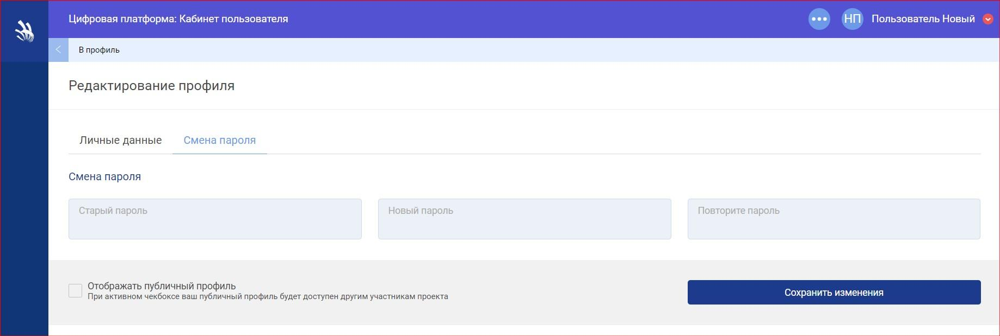 Цифровая платформа: Кабинет пользователя
НП
Пользователь Новый
В профиль
Редактирование профиля
Личные данные
Смена пароля
Смена пароля
Старый пароль
Новый пароль
Повторите пароль
Отображать публичный профиль
При активном чекбоксе ваш публичный профиль будет доступен другим участникам проекта
Сохранить изменения